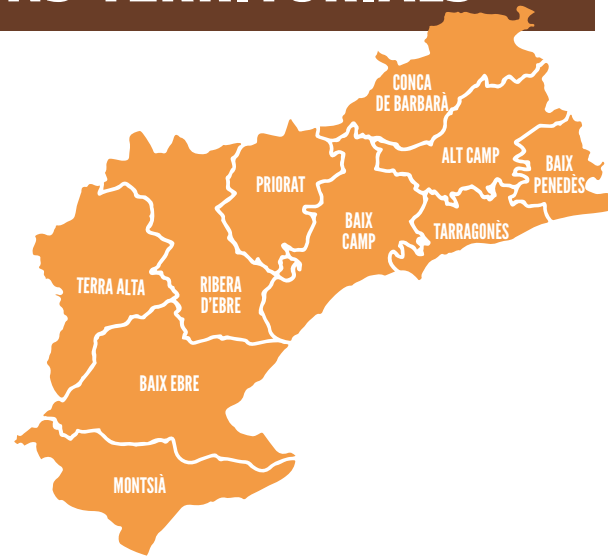 CONCA
DE BARBARÀ
ALT CAMP
BAIX
PENEDÈS
PRIORAT
BAIX
CAMP
TARRAGONÈS
TERRA ALTA
RIBERA
D'EBRE
BAIX EBRE
MONTSIÀ